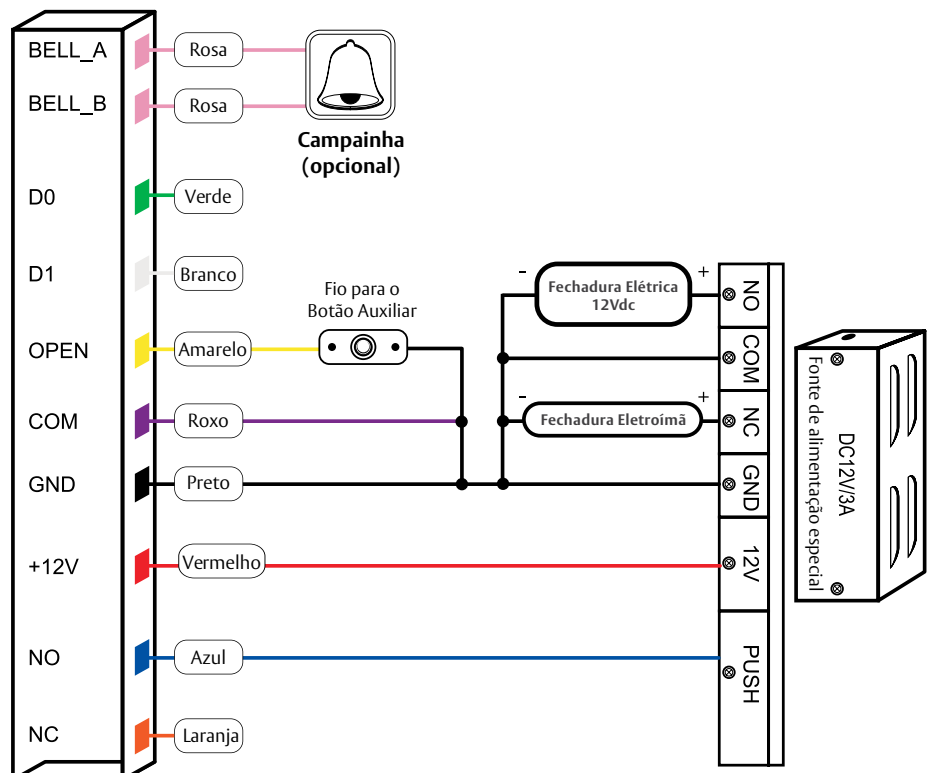 BELL_A
Rosa
BELL_B
Rosa
Campainha
(opcional)
D0
Verde
D1
Branco
Fio para o
Botão Auxiliar
OPEN
Amarelo
COM
Roxo
GND
Preto
+12V
Vermelho
NO
Azul
NC
Laranja
-
Fechadura Elétrica
12Vdc
+
-
Fechadura Eletroímã
+
NO
COM
NC
GND
12V
PUSH
DC12V/3A
Fonte de alimentação especial